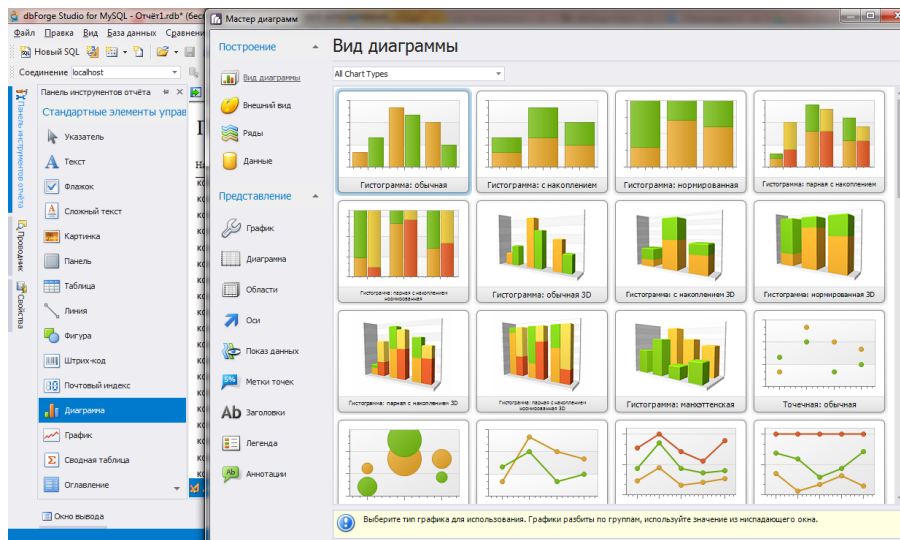 dbForge Studio for MySQL - Отчёт1.rdb* (бесп
Файл Правка Вид База данных Сравнени
Новый SQL
Соединение localhost
Панель инструментов отчёта
Панель инструментов отчёта
Проводник
Свойства
Стандартные элементы управ
Указатель
Текст
Флажок
Сложный текст
Картинка
Панель
Таблица
Линия
Фигура
Штрих-код
Почтовый индекс
Диаграмма
График
Сводная таблица
Оглавление
Окно вывода
Мастер диаграмм
Построение
Вид диаграммы
Внешний вид
Ряды
Данные
Представление
График
Диаграмма
Области
Оси
Показ данных
5%
Метки точек
Ab Заголовки
Легенда
Ab
Аннотации
Вид диаграммы
All Chart Types
Гистограмма: обычная
Гистограмма: с накоплением
Гистограмма: нормированная
Гистограмма: парная с накоплением
Гистограмма: парная с накоплением нормированная
Гистограмма: обычная 3D
Гистограмма: с накоплением 3D
Гистограмма: нормированная 3D
Гистограмма: парная с накоплением 3D
Гистограмма: парная с накоплением нормированная 3D
Гистограмма: манхэттенская
Точечная: обычная
Выберите тип графика для использования. Графики разбиты по группам, используйте значение из ниспадающего окна.